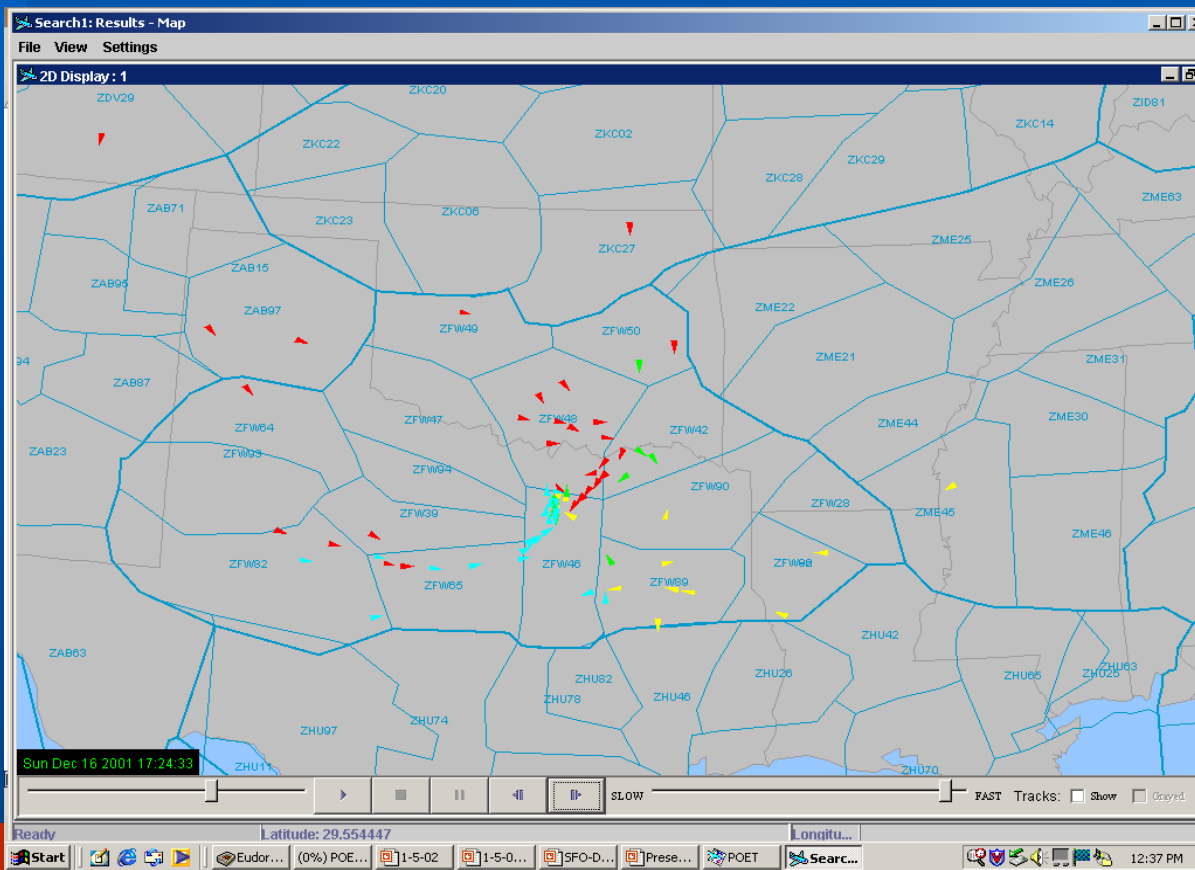 Search1: Results - Map
File View Settings
2D Display : 1
ZDV29
ZKC20
ZID81
ZKC22
ZKC02
ZKC14
ZKC29
ZKC28
ZAB71
ZKC23
ZKC06
ZME63
ZKC27
ZME25
ZAB15
ZAB95
ZME26
ZAB97
ZME22
ZFW49
ZFW50
94
ZME21
ZME31
ZAB87
ZFW47
ZFW48
ZME30
ZFW64
ZFW42
ZME44
ZAB23
ZFW93
ZFW94
ZFW90
ZFW28
ZFW39
ZME45
ZME46
ZFW82
ZFW46
ZFW65
ZFW89
ZHU42
ZAB63
ZHU82
ZHU26
ZHU65
ZHU63
ZHU25
ZHU78
ZHU46
ZHU74
ZHU97
Sun Dec 16 2001 17:24:33
ZHU11
ZHU70
SLOW FAST Tracks: Show Grayed
Ready Latitude: 29.554447 Longitu...
Start Eudor... (0%) POE... 1-5-02 1-5-0... SFO-D... Prese... POET Searc... 12:37 PM